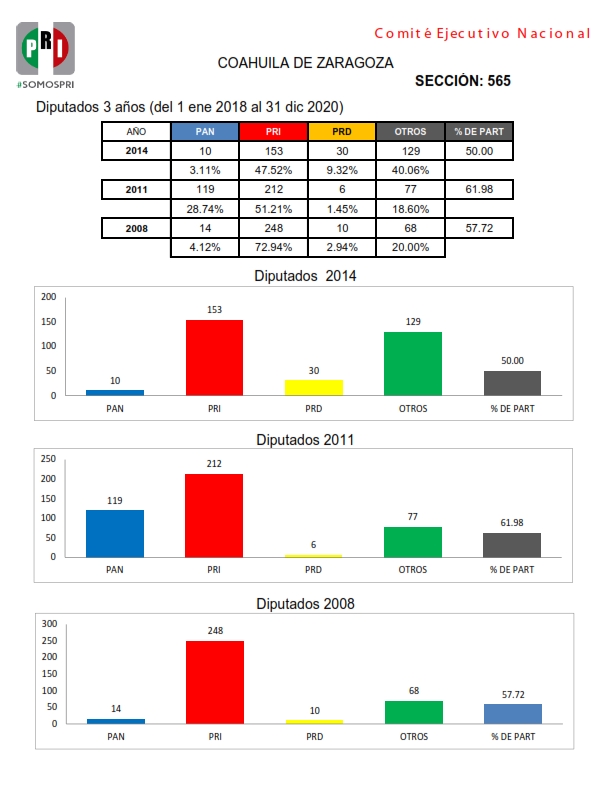 Comité Ejecutivo Nacional
PRI
#SOMOSPRI
COAHUILA DE ZARAGOZA
SECCIÓN: 565
Diputados 3 años (del 1 ene 2018 al 31 dic 2020)
AÑO PAN PRI PRD OTROS % DE PART
2014 10 153 30 129 50.00
3.11% 47.52% 9.32% 40.06%
2011 119 212 6 77 61.98
28.74% 51.21% 1.45% 18.60%
2008 14 248 10 68 57.72
4.12% 72.94% 2.94% 20.00%
Diputados 2014
200
150
100
50
0
10 153 30 129 50.00
PAN PRI PRD OTROS % DE PART
Diputados 2011
250
200
150
100
50
0
119 212 6 77 61.98
PAN PRI PRD OTROS % DE PART
Diputados 2008
300
250
200
150
100
50
0
14 248 10 68 57.72
PAN PRI PRD OTROS % DE PART